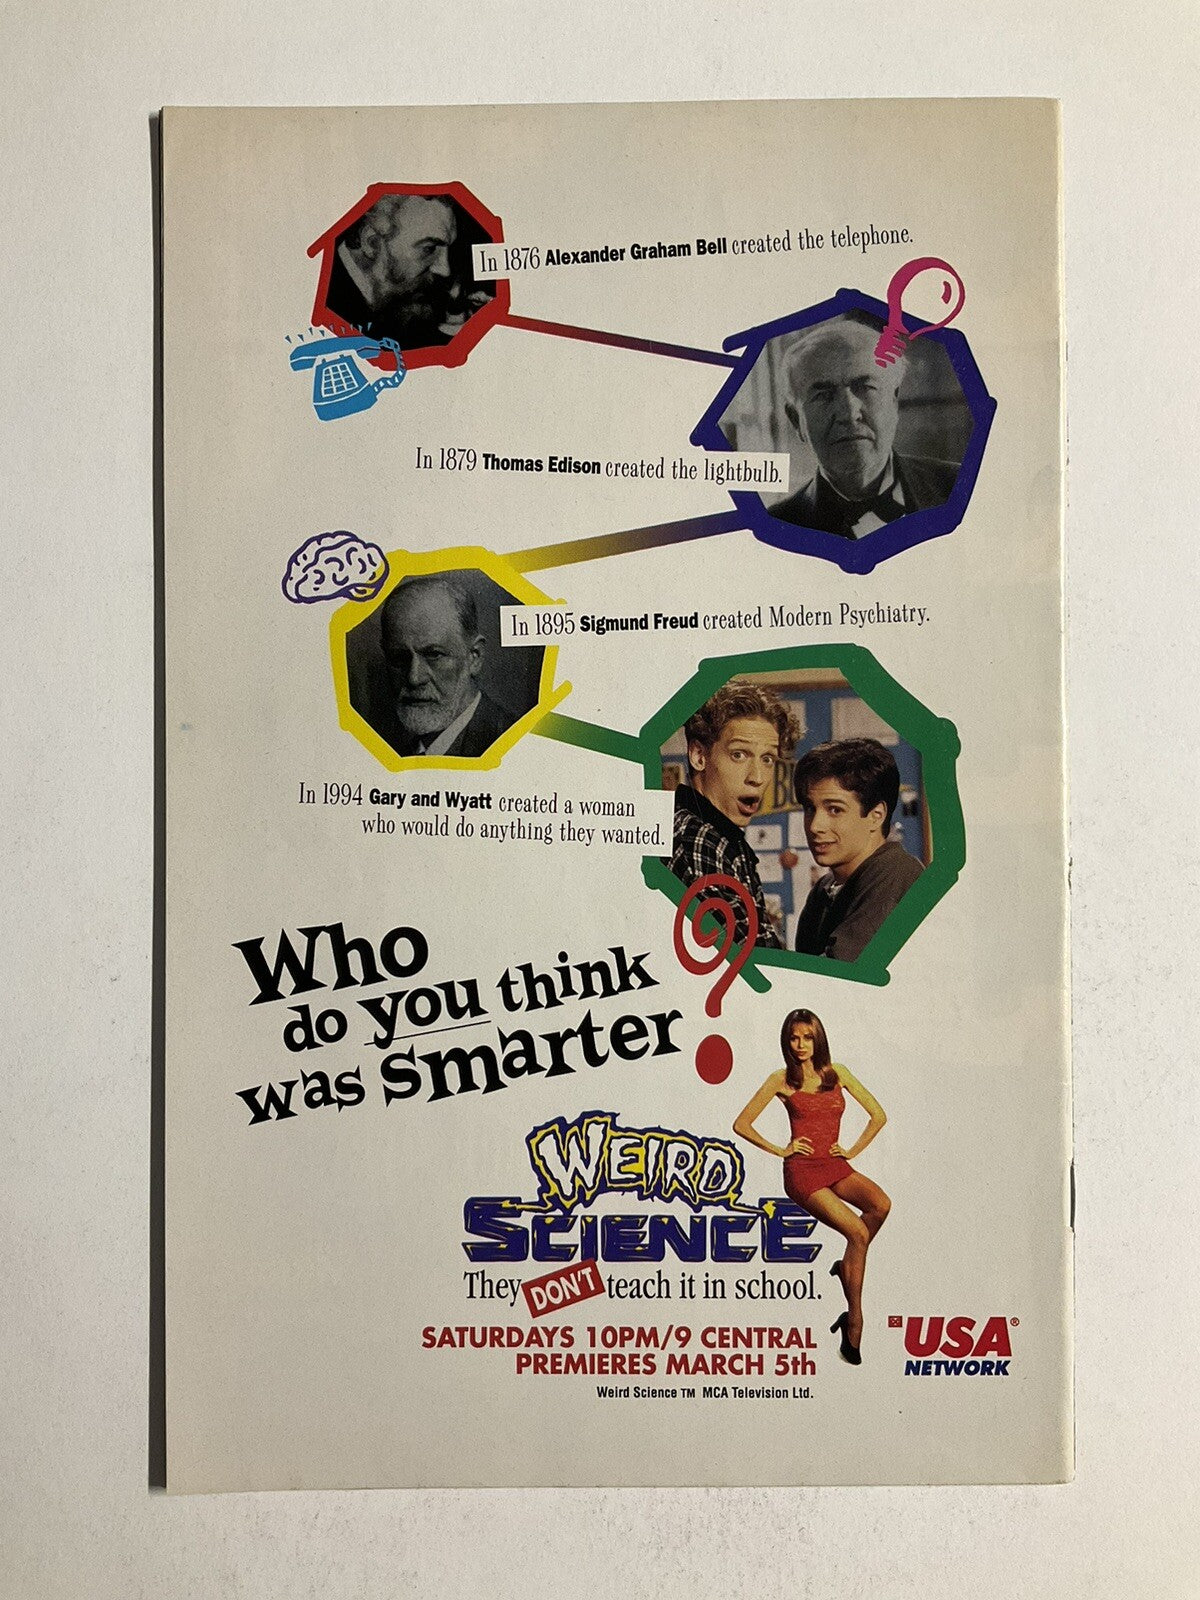 In 1876 Alexander Graham Bell created the telephone.
In 1879 Thomas Edison created the lightbulb.
In 1895 Sigmund Freud created Modern Psychiatry.
In 1994 Gary and Wyatt created a woman
who would do anything they wanted.
Who
do you think
was smarter?
WEIRD
SCIENCE
They DON'T teach it in school.
SATURDAYS 10PM/9 CENTRAL
PREMIERES MARCH 5th
USA®
NETWORK
Weird Science TM MCA Television Ltd.